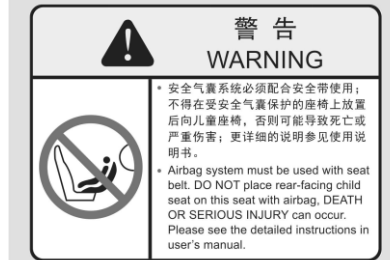 警 告
WARNING
• 安全气囊系统必须配合安全带使用；
不得在受安全气囊保护的座椅上放置
后向儿童座椅，否则可能导致死亡或
严重伤害；更详细的说明参见使用说
明书。
• Airbag system must be used with seat
belt. DO NOT place rear-facing child
seat on this seat with airbag, DEATH
OR SERIOUS INJURY can occur.
Please see the detailed instructions in
user's manual.